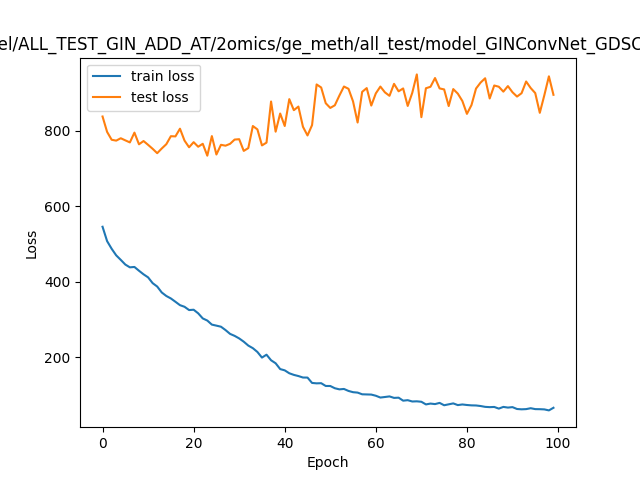 el/ALL_TEST_GIN_ADD_AT/2omics/ge_meth/all_test/model_GINConvNet_GDSC
train loss
test loss
800
600
400
200
Loss
0 20 40 60 80 100
Epoch